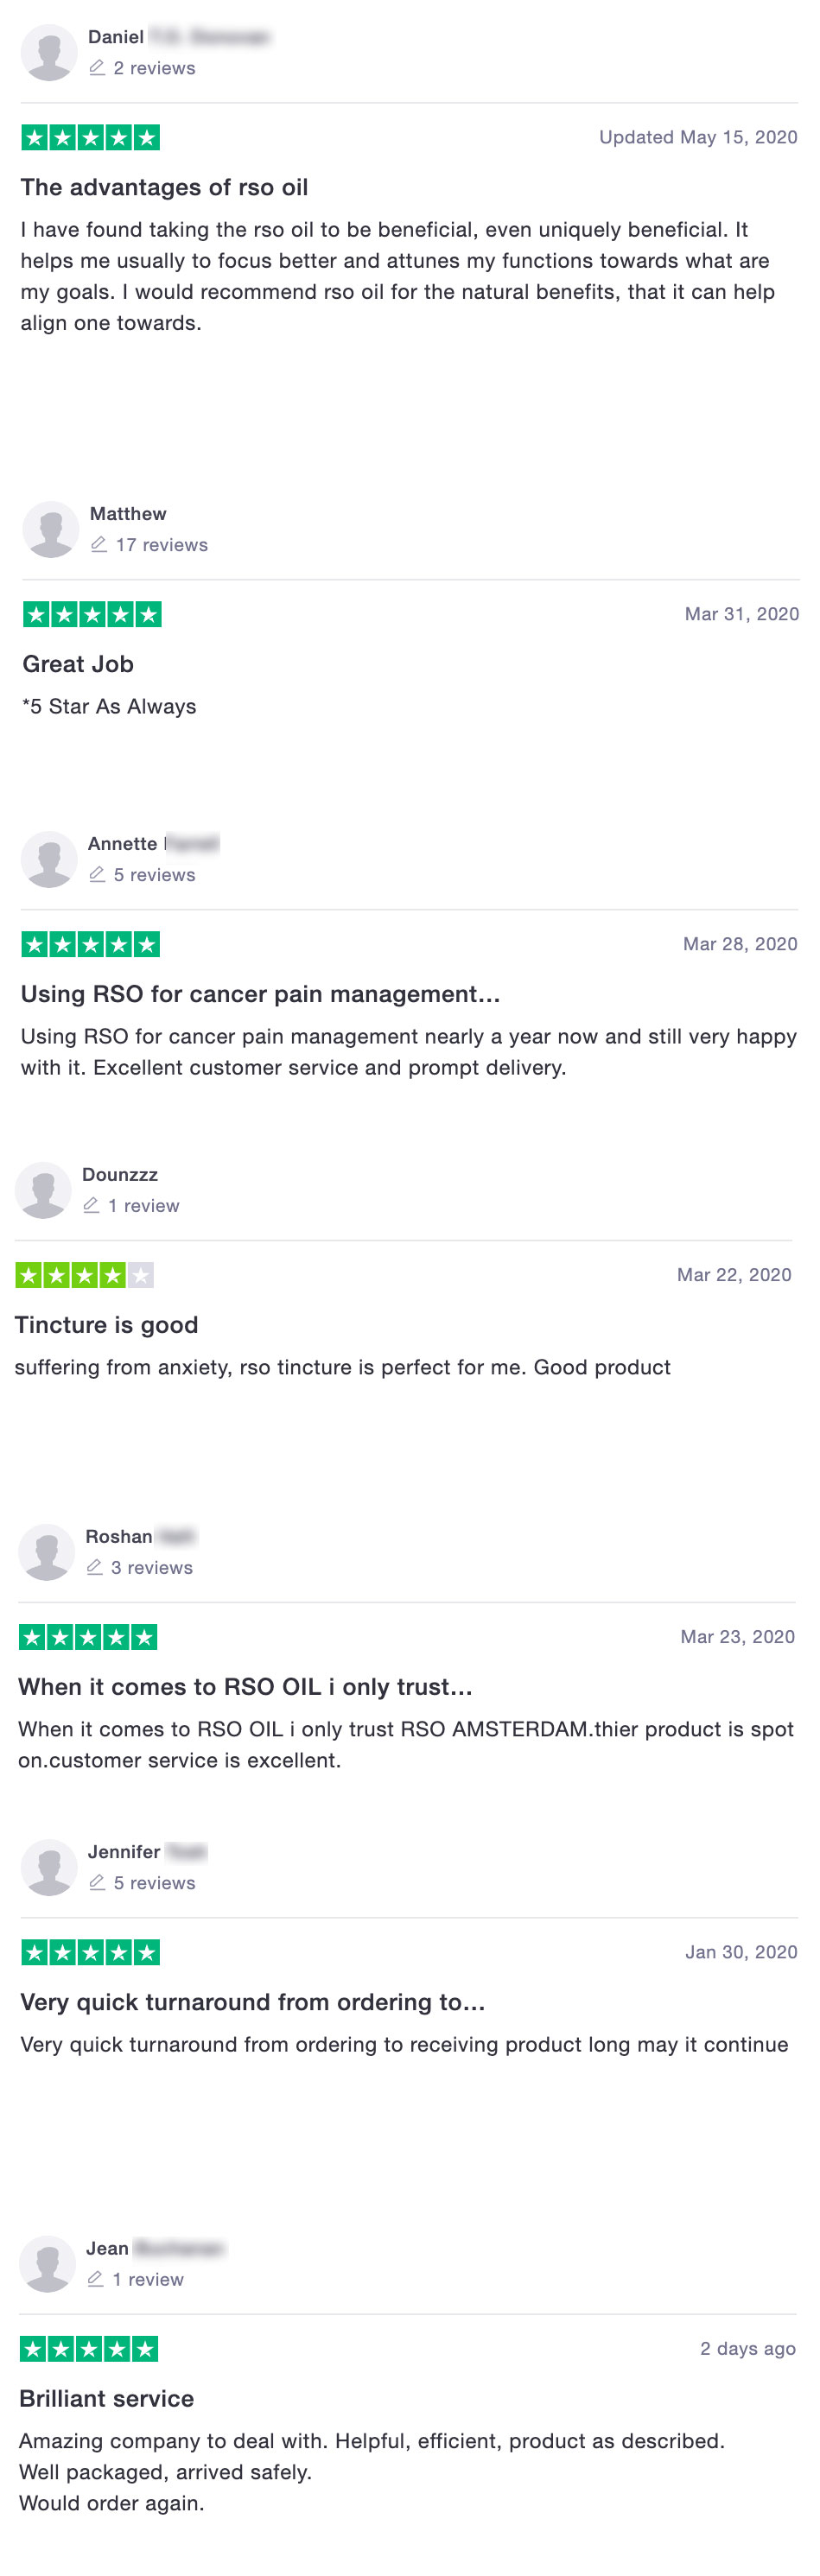 Daniel
2 reviews
Updated May 15, 2020
The advantages of rso oil
I have found taking the rso oil to be beneficial, even uniquely beneficial. It
helps me usually to focus better and attunes my functions towards what are
my goals. I would recommend rso oil for the natural benefits, that it can help
align one towards.
Matthew
17 reviews
Mar 31, 2020
Great Job
*5 Star As Always
Annette
5 reviews
Mar 28, 2020
Using RSO for cancer pain management...
Using RSO for cancer pain management nearly a year now and still very happy
with it. Excellent customer service and prompt delivery.
Dounzzz
1 review
Mar 22, 2020
Tincture is good
suffering from anxiety, rso tincture is perfect for me. Good product
Roshan
3 reviews
Mar 23, 2020
When it comes to RSO OIL i only trust...
When it comes to RSO OIL i only trust RSO AMSTERDAM.thier product is spot
on.customer service is excellent.
Jennifer
5 reviews
Jan 30, 2020
Very quick turnaround from ordering to...
Very quick turnaround from ordering to receiving product long may it continue
Jean
1 review
2 days ago
Brilliant service
Amazing company to deal with. Helpful, efficient, product as described.
Well packaged, arrived safely.
Would order again.